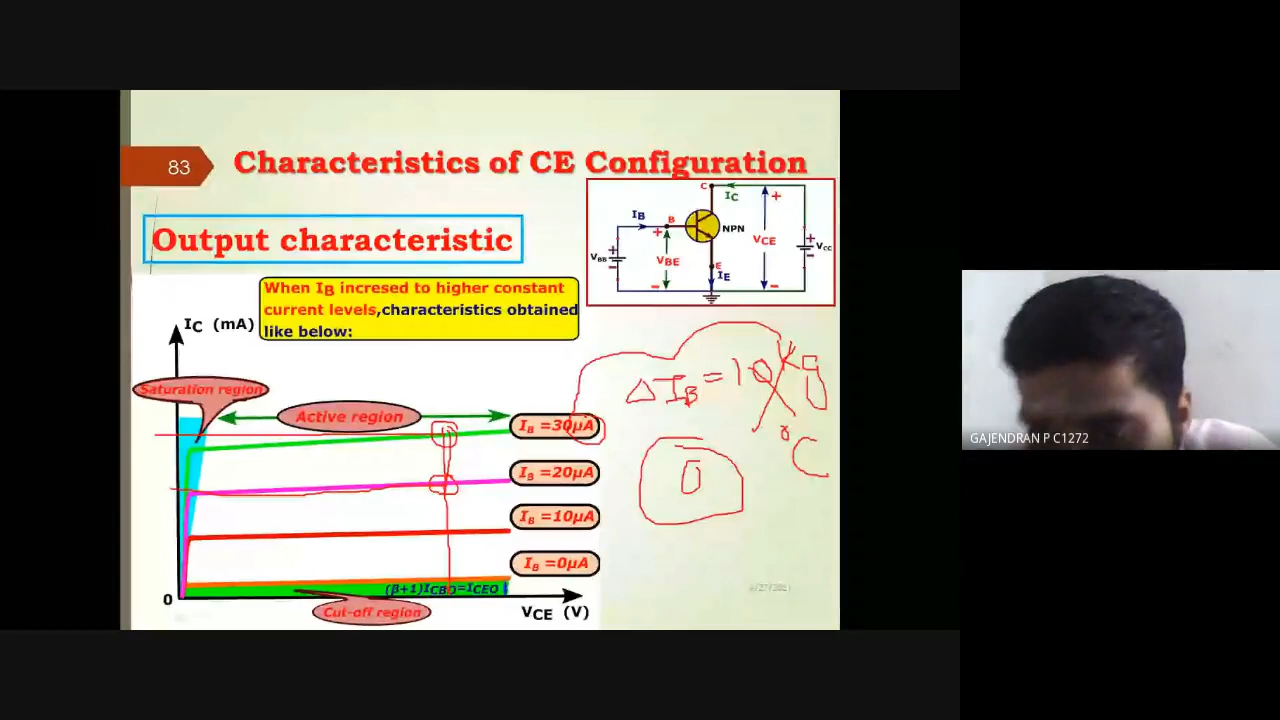 83
Characteristics of CE Configuration
Output characteristic
When IB incresed to higher constant
current levels,characteristics obtained
like below:
C
IC
+
IB
B
+
NPN
VCE
+
VCC
-
+
VBB
-
VBE
E
IE
-
-
IC (mA)
Saturation region
Active region
IB =30µA
IB =20µA
IB =10µA
IB =0µA
(β+1)ICBO=ICEO
0
Cut-off region
VCE (V)
Δ IB = 10
0
GAJENDRAN P C1272